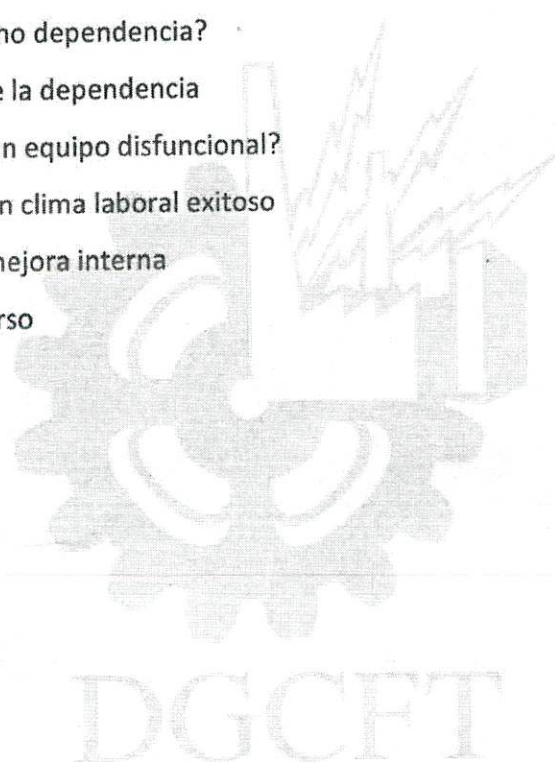 no dependencia?
e la dependencia
n equipo disfuncional?
n clima laboral exitoso
nejora interna
rso
DGCFT